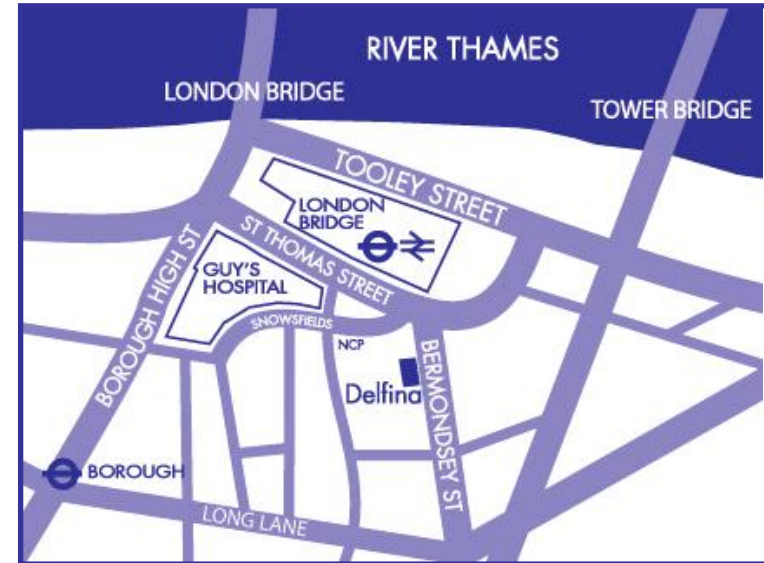 RIVER THAMES
LONDON BRIDGE
TOWER BRIDGE
TOOLEY STREET
LONDON
BRIDGE
ST THOMAS STREET
BOROUGH HIGH ST
GUY'S
HOSPITAL
SNOWSFIELDS
NCP
BERMONDSEY ST
Delfina
BOROUGH
LONG LANE